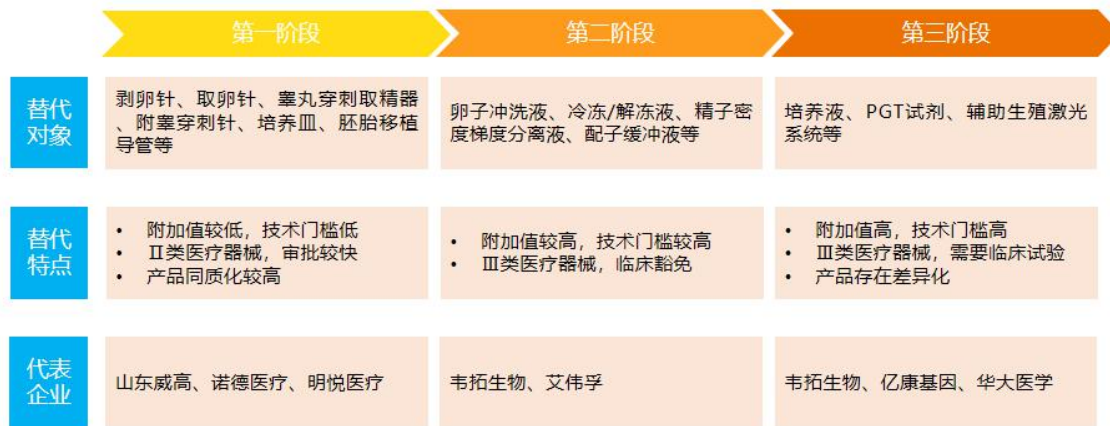 第一阶段
第二阶段
第三阶段
替代
对象
剥卵针、取卵针、睾丸穿刺取精器
、附睾穿刺针、培养皿、胚胎移植
导管等
卵子冲洗液、冷冻/解冻液、精子密
度梯度分离液、配子缓冲液等
培养液、PGT试剂、辅助生殖激光
系统等
替代
特点
• 附加值较低，技术门槛低
• Ⅱ类医疗器械，审批较快
• 产品同质化较高
• 附加值较高，技术门槛较高
• Ⅲ类医疗器械，临床豁免
• 附加值高，技术门槛高
• Ⅲ类医疗器械，需要临床试验
• 产品存在差异化
代表
企业
山东威高、诺德医疗、明悦医疗
韦拓生物、艾伟孚
韦拓生物、亿康基因、华大医学